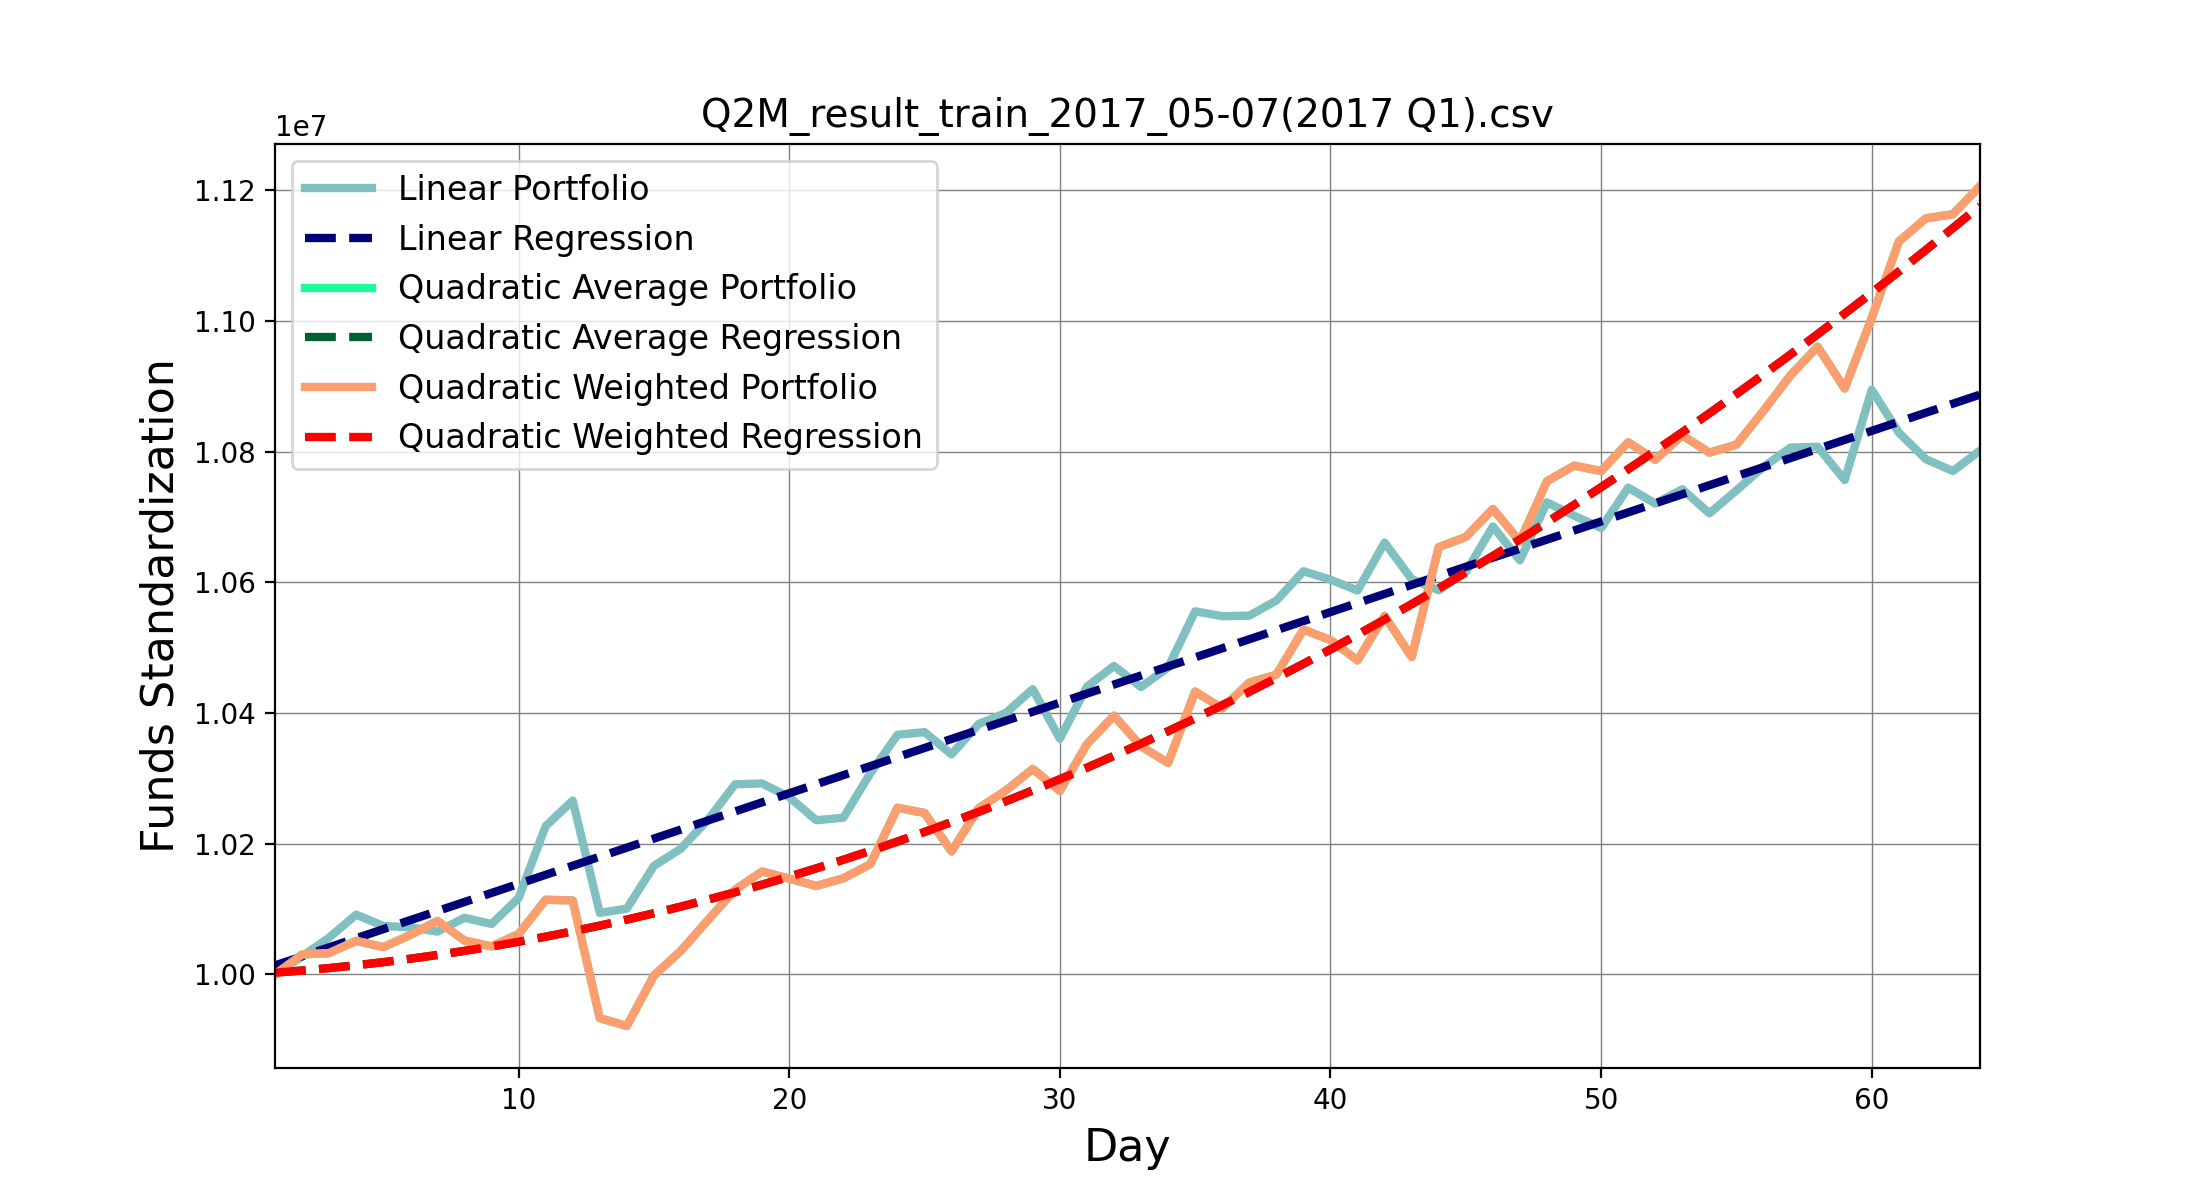 Q2M_result_train_2017_05-07(2017 Q1).csv
1e7
Linear Portfolio
Linear Regression
Quadratic Average Portfolio
Quadratic Average Regression
Quadratic Weighted Portfolio
Quadratic Weighted Regression
Funds Standardization
1.12
1.10
1.08
1.06
1.04
1.02
1.00
10 20 30 40 50 60
Day